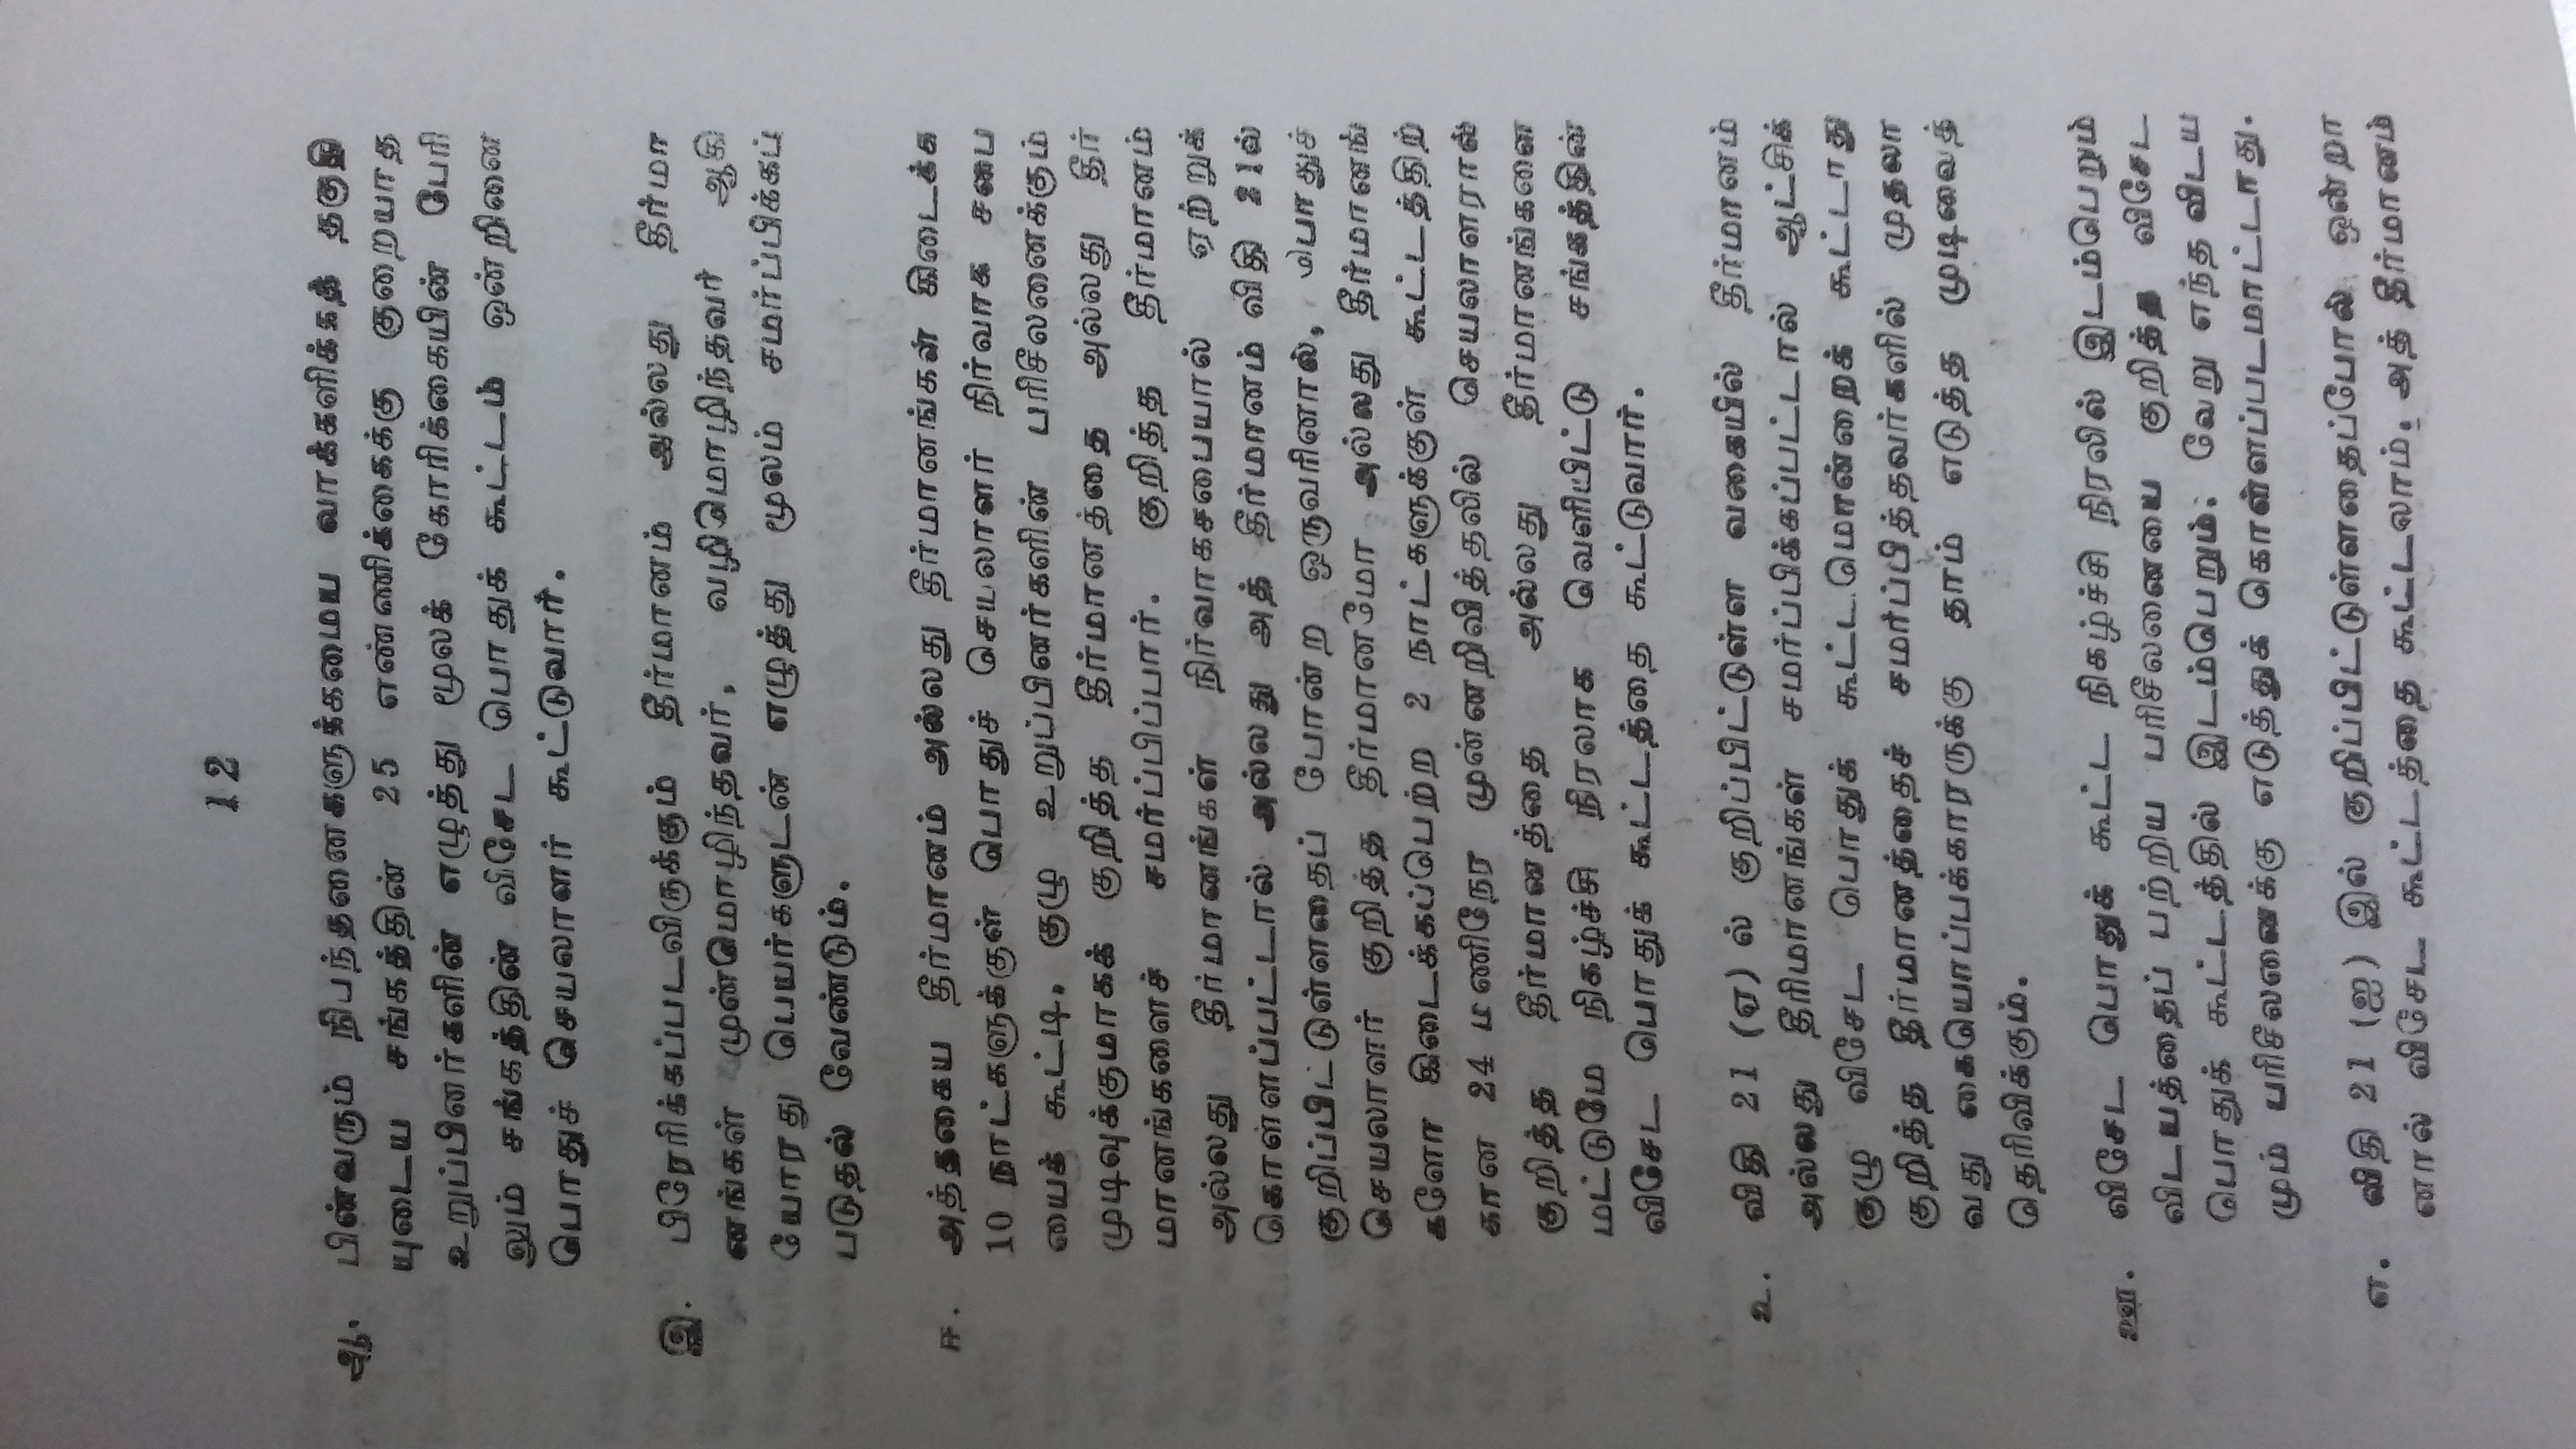 12
ஆ. பின்வரும் நிபந்தனைகளுக்கமைய வாக்களிக்கத் தகுதி
யுடைய சங்கத்தின் 25 எண்ணிக்கைக்கு குறையாத
உறுப்பினர்களின் எழுத்து மூலக் கோரிக்கையின் பேரி
லும் சங்கத்தின் விசேட பொதுக் கூட்டம் ஒன்றினை
பொதுச் செயலாளர் கூட்டுவார்.
இ. பிரேரிக்கப்படவிருக்கும் தீர்மானம் அல்லது தீர்மா
னங்கள் முன்மொழிந்தவர், வழிமொழிந்தவர் ஆகி
யோரது பெயர்களுடன் எழுத்து மூலம் சமர்ப்பிக்கப்
படுதல் வேண்டும்.
ஈ. அத்தகைய தீர்மானம் அல்லது தீர்மானங்கள் கிடைக்க
10 நாட்களுக்குள் பொதுச் செயலாளர் நிர்வாக சபை
யைக் கூட்டி. குழு உறுப்பினர்களின் பரிசீலனைக்கும்
முடிவுக்குமாகக் குறித்த தீர்மானத்தை அல்லது தீர்
மானங்களைச் சமர்ப்பிப்பார். குறித்த தீர்மானம்
அல்லது தீர்மானங்கள் நிர்வாகசபையால் ஏற்றுக்
கொள்ளப்பட்டால் அல்லது அத் தீர்மானம் விதி 21ல்
குறிப்பிட்டுள்ளதைப் போன்ற ஒருவரினால், பொதுச்
செயலாளர் குறித்த தீர்மானமோ அல்லது தீர்மானங்
களோ கிடைக்கப்பெற்ற 2 நாட்களுக்குள் கூட்டத்திற்
கான 24 மணிநேர முன்னறிவித்தலில் செயலாளரால்
குறித்த தீர்மானத்தை அல்லது தீர்மானங்களை
மட்டுமே நிகழ்ச்சி நிரலாக வெளியிட்டு சங்கத்தின்
விசேட பொதுக் கூட்டத்தை கூட்டுவார்.
உ. விதி 21 (ஏ) ல் குறிப்பிட்டுள்ள வகையில் தீர்மானம்
அல்லது தீரிமானங்கள் சமர்ப்பிக்கப்பட்டால் ஆட்சிக்
குழு விசேட பொதுக் கூட்டமொன்றைக் கூட்டாது
குறித்த தீர்மானத்தைச் சமர்ப்பித்தவர்களில் முதலா
வது கையொப்பக்காரருக்கு தாம் எடுத்த முடிவைத்
தெரிவிக்கும்.
ஊ. விசேட பொதுக் கூட்ட நிகழ்ச்சி நிரலில் இடம்பெறும்
விடயத்தைப் பற்றிய பரிசீலனையை குறித்த விசேட
பொதுக் கூட்டத்தில் இடம்பெறும். வேறு எந்த விடய
மும் பரிசீலனைக்கு எடுத்துக் கொள்ளப்படமாட்டாது.
எ. விதி 21 (ஐ) இல் குறிப்பிட்டுள்ளதைப்போல் ஒன்றா
னால் விசேட கூட்டத்தை கூட்டலாம். அத் தீர்மானம்